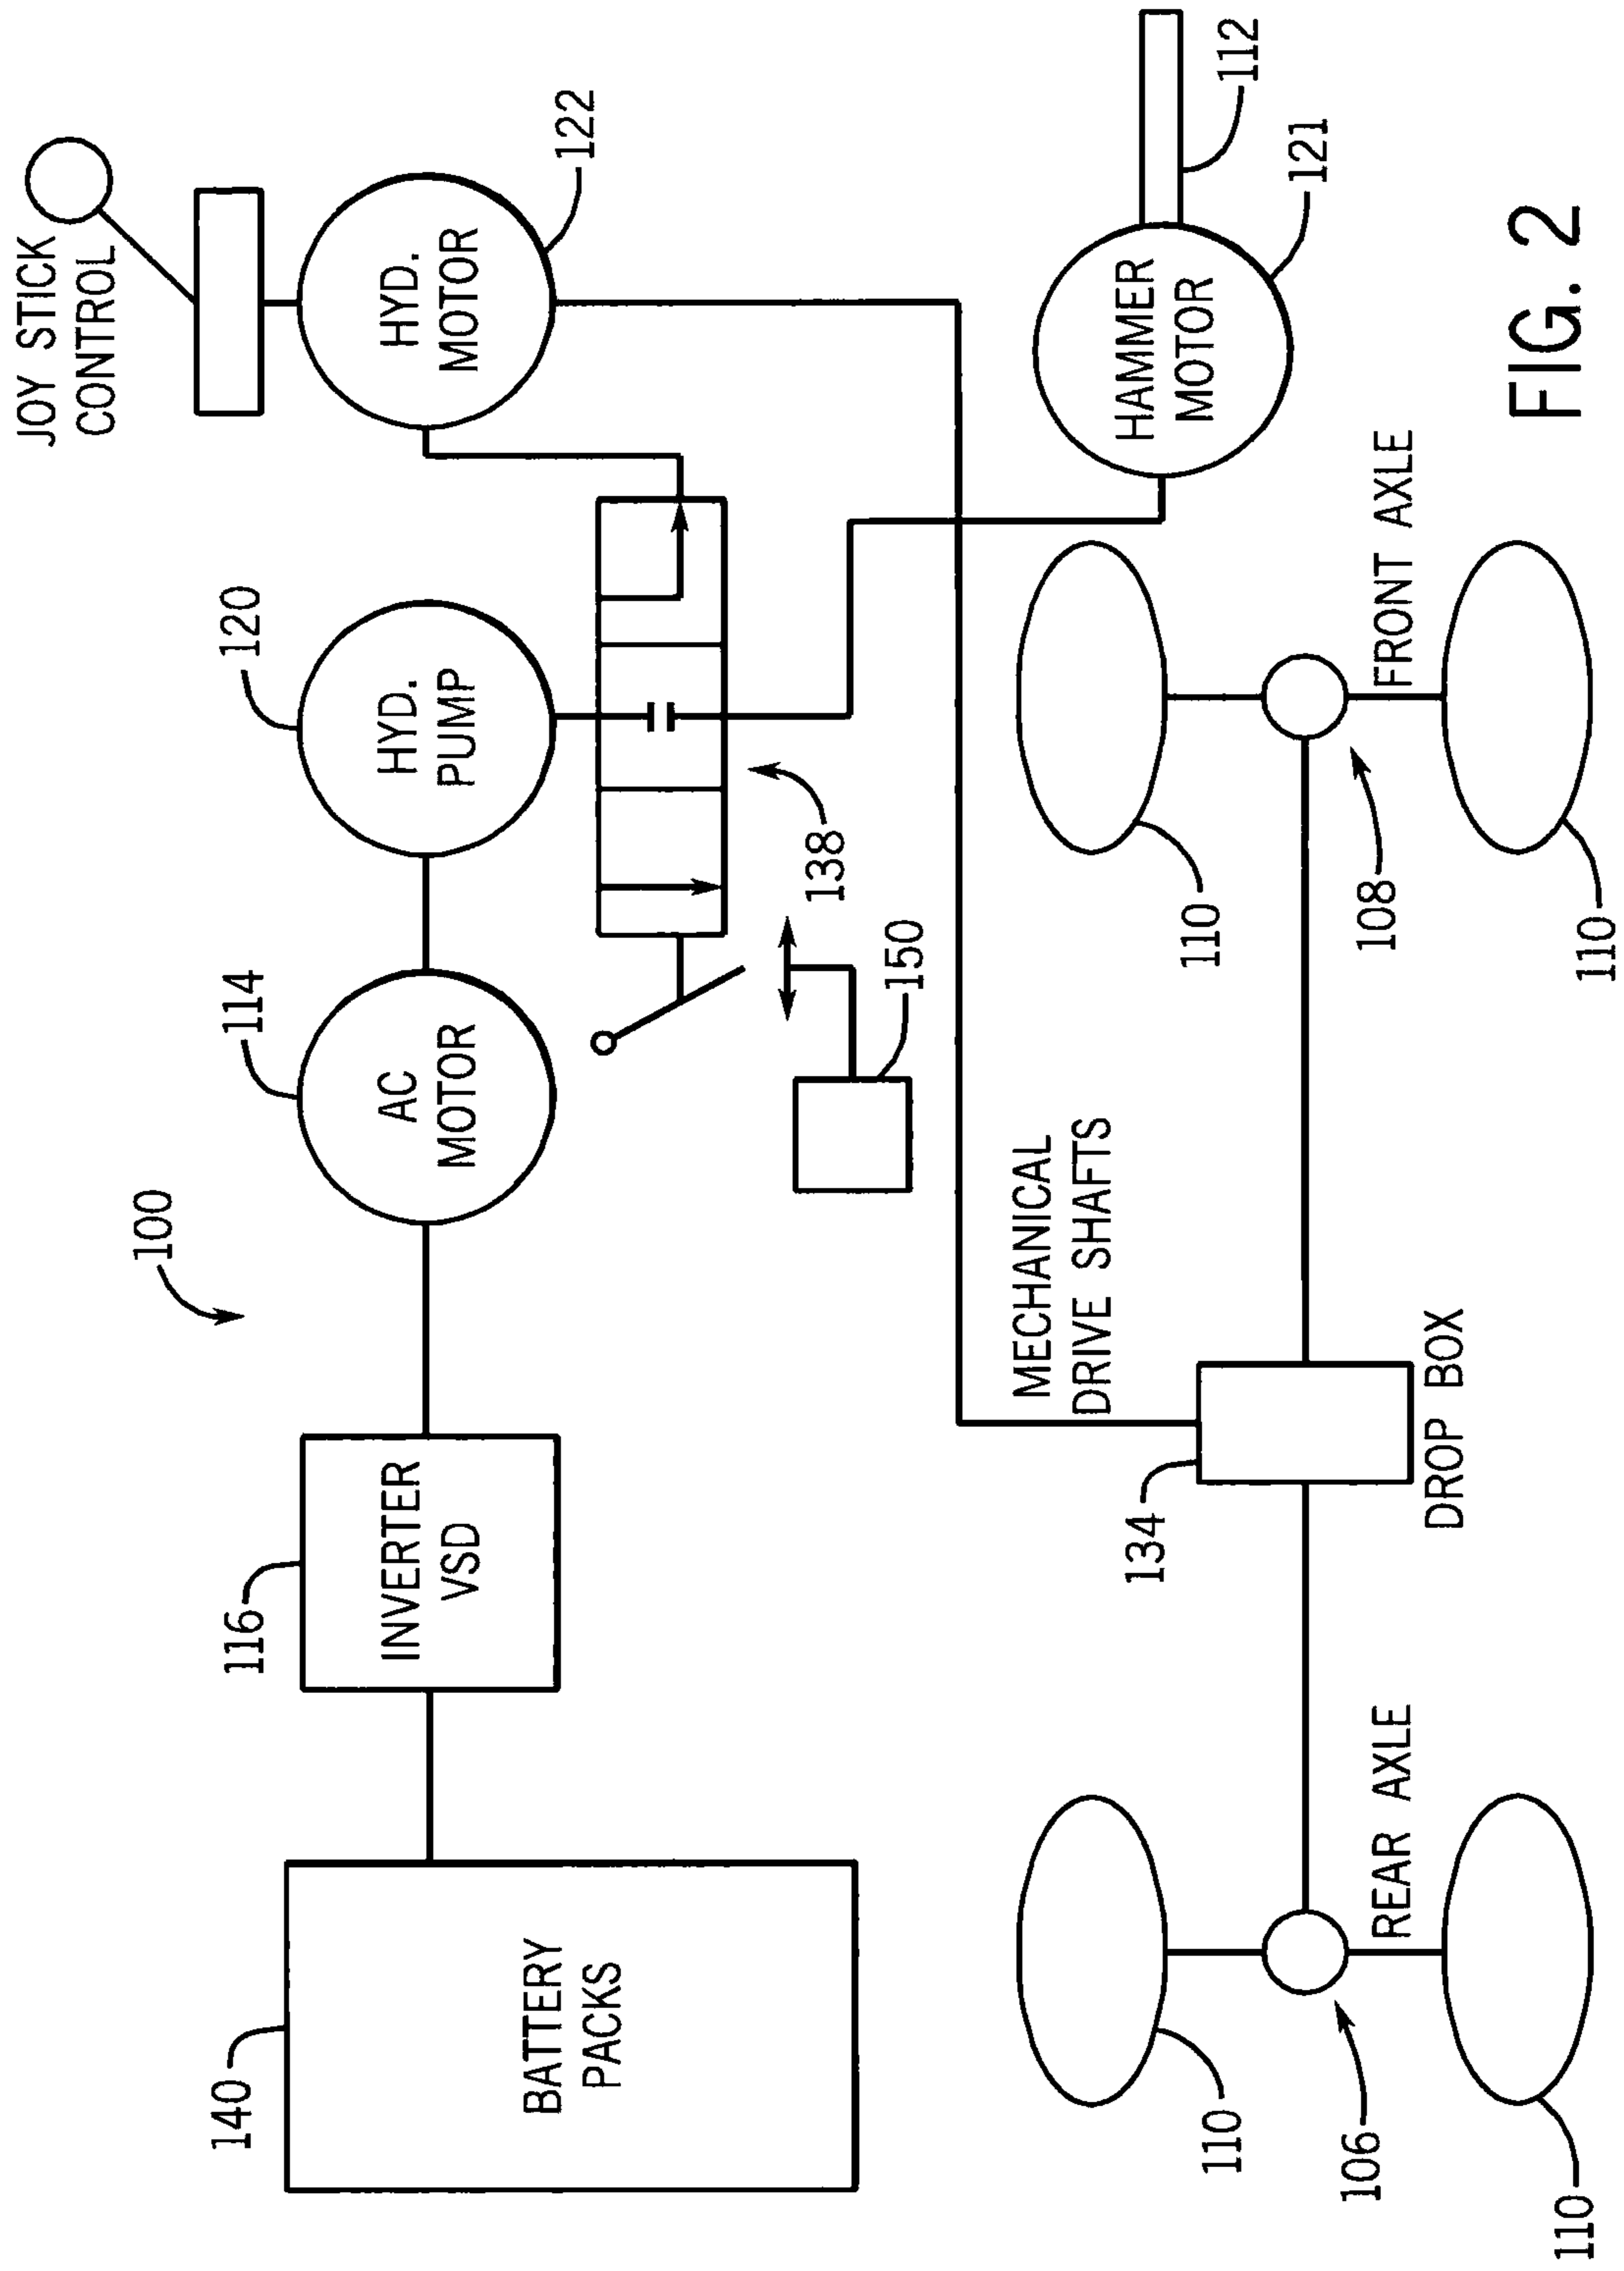 JOY STICK
CONTROL
122
HYD.
MOTOR
120
HYD.
PUMP
114
AC
MOTOR
100
116
INVERTER
VSD
140
BATTERY
PACKS
138
150
112
121
HAMMER
MOTOR
MECHANICAL
DRIVE SHAFTS
134
DROP BOX
110
108
FRONT AXLE
110
110
106
REAR AXLE
110
FIG. 2